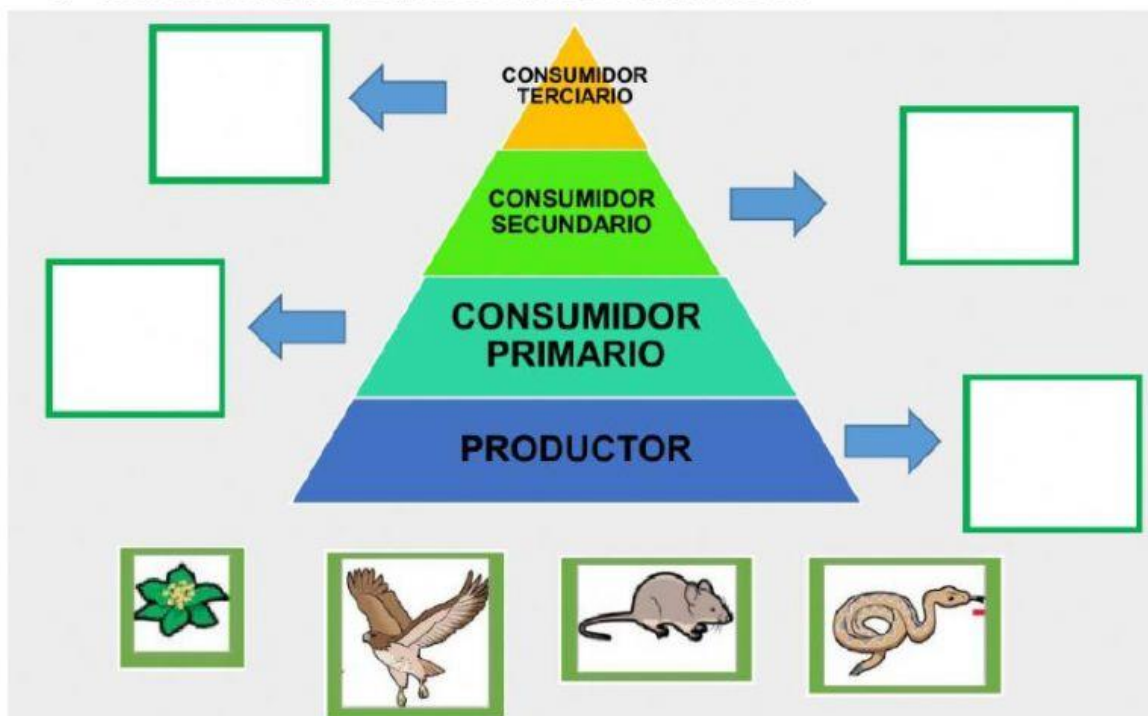 CONSUMIDOR
TERCIARIO
CONSUMIDOR
SECUNDARIO
CONSUMIDOR
PRIMARIO
PRODUCTOR